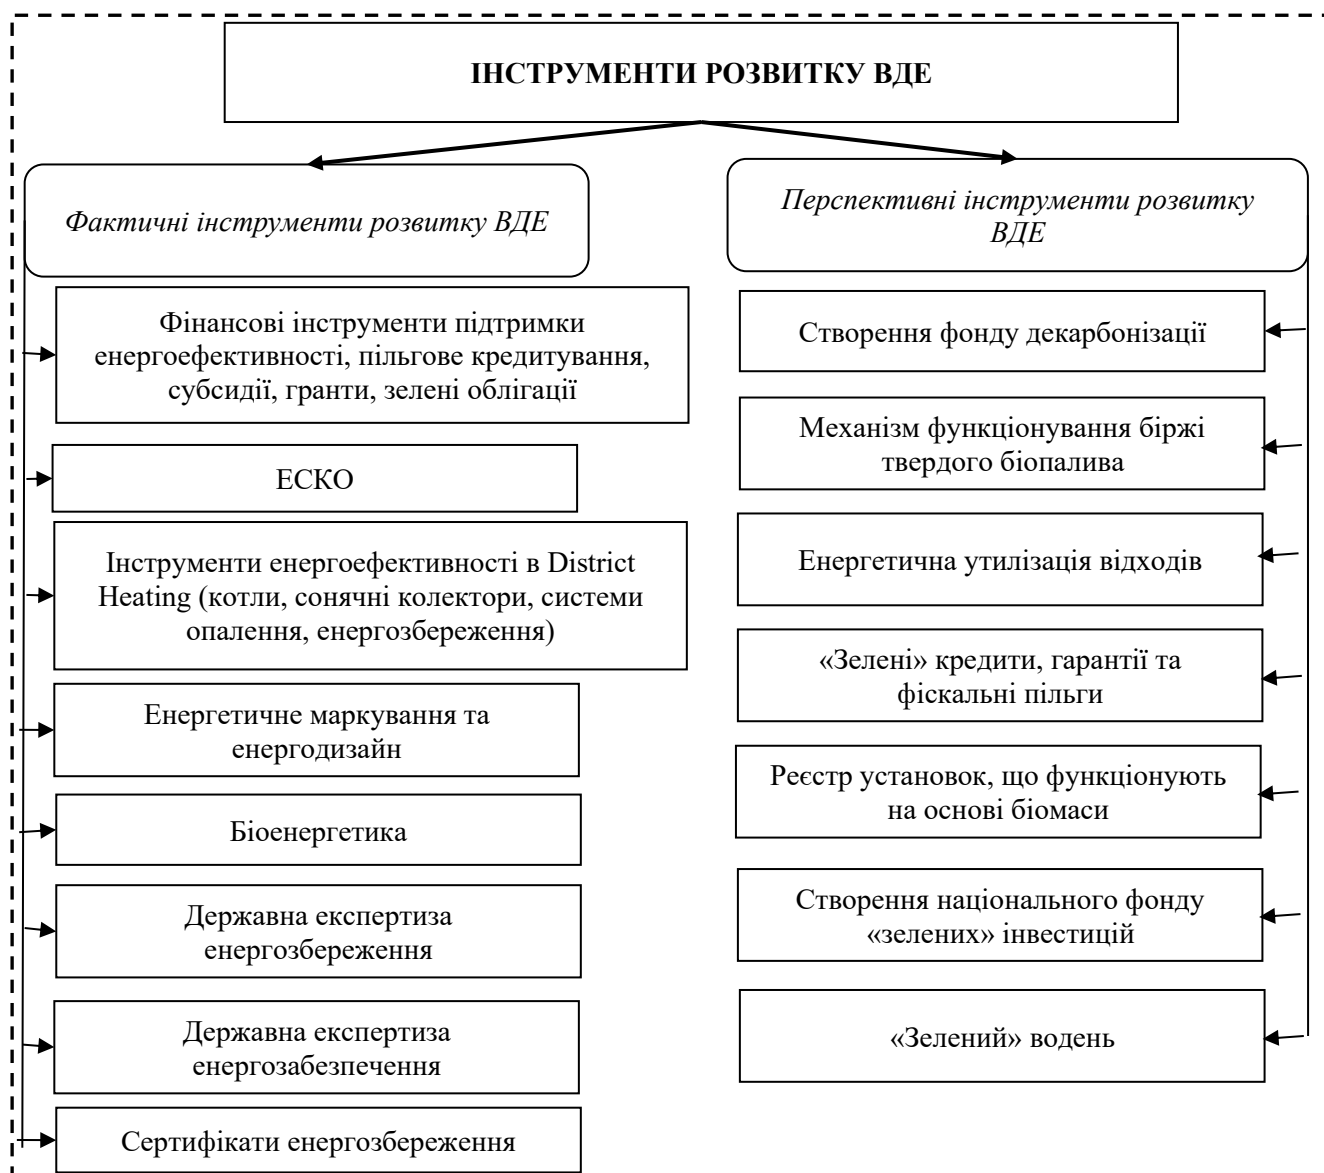 ІНСТРУМЕНТИ РОЗВИТКУ ВДЕ
Фактичні інструменти розвитку ВДЕ
Фінансові інструменти підтримки
енергоефективності, пільгове кредитування,
субсидії, гранти, зелені облігації
ЕСКО
Інструменти енергоефективності в District
Heating (котли, сонячні колектори, системи
опалення, енергозбереження)
Енергетичне маркування та
енергодизайн
Біоенергетика
Державна експертиза
енергозбереження
Державна експертиза
енергозабезпечення
Сертифікати енергозбереження
Перспективні інструменти розвитку
ВДЕ
Створення фонду декарбонізації
Механізм функціонування біржі
твердого біопалива
Енергетична утилізація відходів
«Зелені» кредити, гарантії та
фіскальні пільги
Реєстр установок, що функціонують
на основі біомаси
Створення національного фонду
«зелених» інвестицій
«Зелений» водень